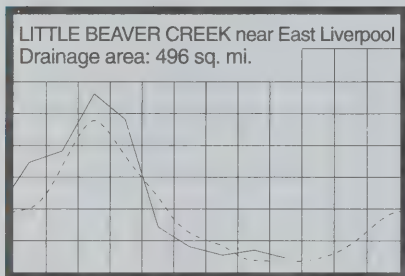 LITTLE BEAVER CREEK near East Liverpool
Drainage area: 496 sq. mi.